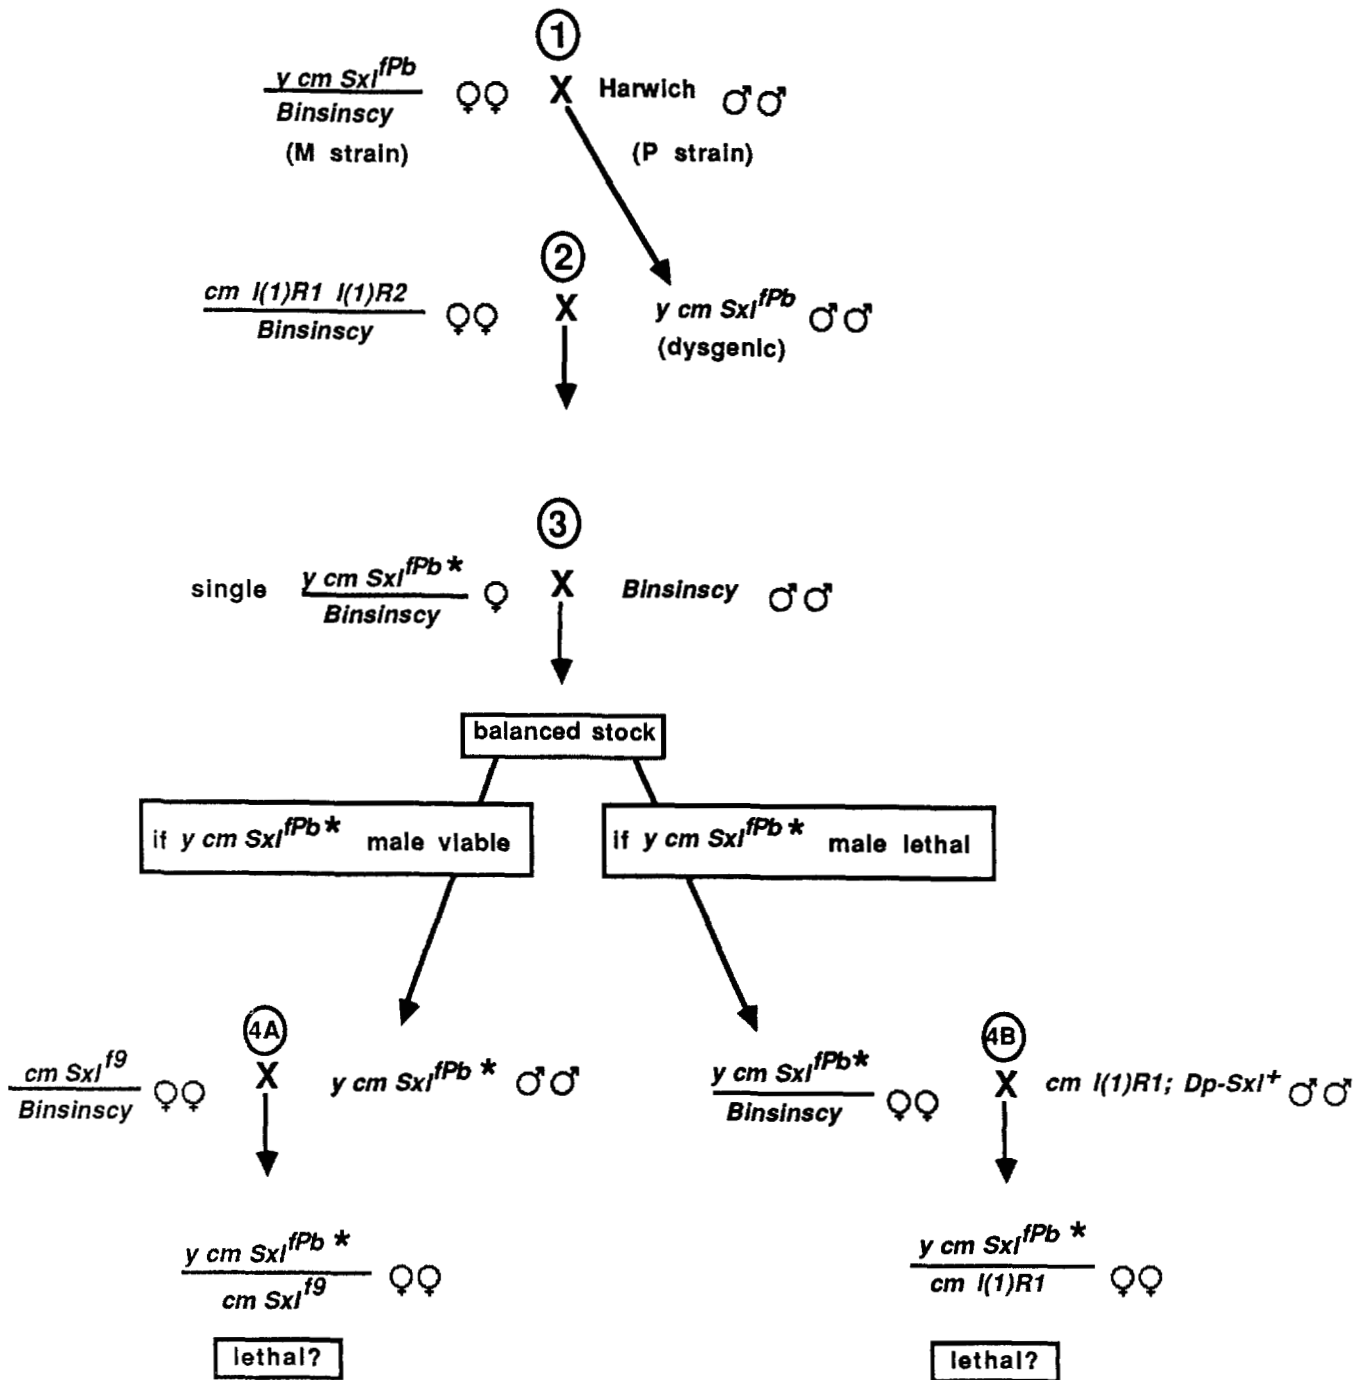 1
y cm Sxl^fPb
Binsinscy
♀♀ X Harwich ♂♂
(M strain) (P strain)
2
cm l(1)R1 l(1)R2
Binsinscy
♀♀ X y cm Sxl^fPb ♂♂
(dysgenic)
3
single y cm Sxl^fPb*
Binsinscy
♀ X Binsinscy ♂♂
balanced stock
if y cm Sxl^fPb* male viable
if y cm Sxl^fPb* male lethal
4A
cm Sxl^f9
Binsinscy
♀♀ X y cm Sxl^fPb* ♂♂
4B
y cm Sxl^fPb*
Binsinscy
♀♀ X cm l(1)R1; Dp-Sxl^+ ♂♂
y cm Sxl^fPb*
cm Sxl^f9
♀♀
lethal?
y cm Sxl^fPb*
cm l(1)R1
♀♀
lethal?